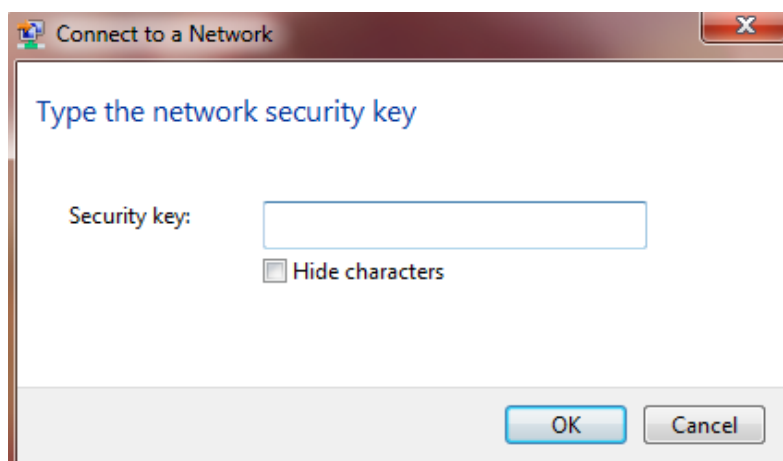 Connect to a Network
Type the network security key
Security key:
Hide characters
OK Cancel